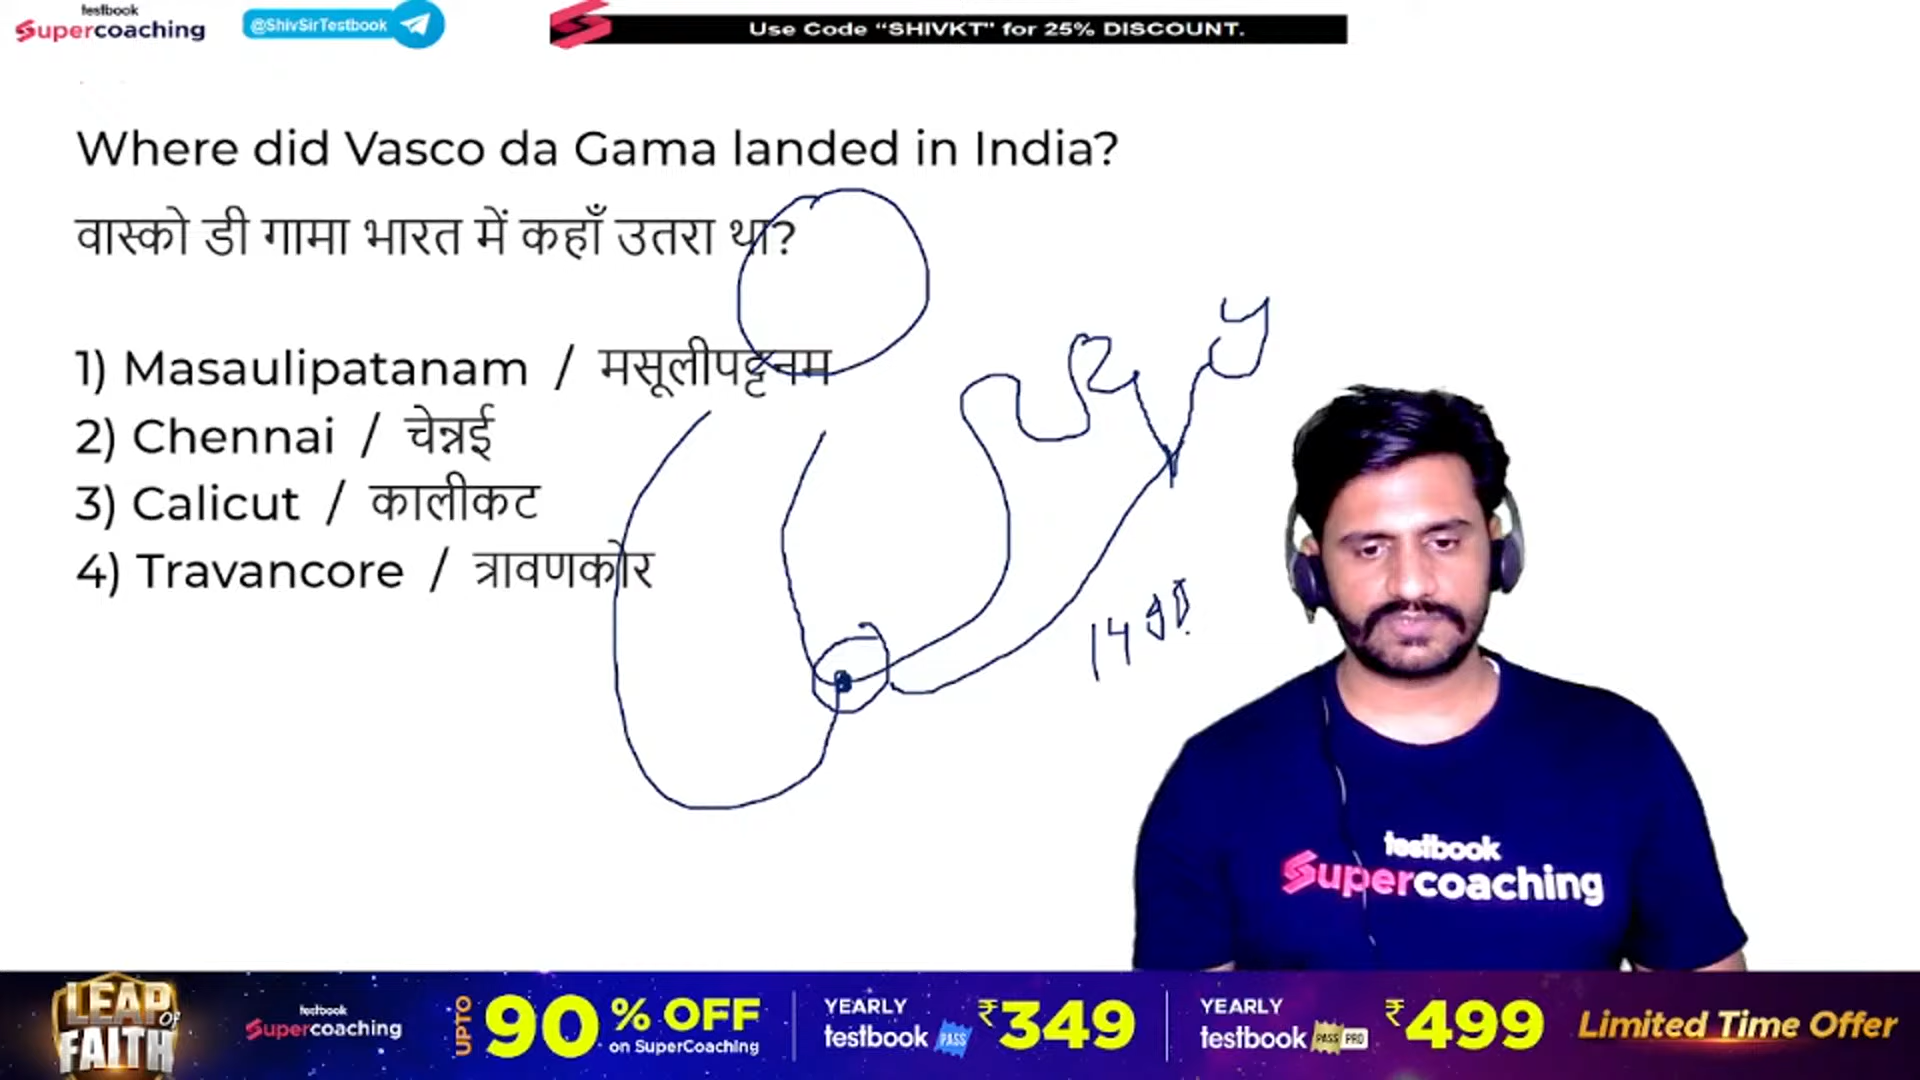 testbook
Supercoaching
@ShivSirTestbook
Use Code “SHIVKT” for 25% DISCOUNT.
Where did Vasco da Gama landed in India?
वास्को डी गामा भारत में कहाँ उतरा था?
1) Masaulipatanam / मसूलीपट्टनम
2) Chennai / चेन्नई
3) Calicut / कालीकट
4) Travancore / त्रावणकोर
testbook
Supercoaching
LEAP OF FAITH
testbook
Supercoaching
UPTO 90% OFF on SuperCoaching
YEARLY testbook PASS ₹349
YEARLY testbook PASS PRO ₹499
Limited Time Offer